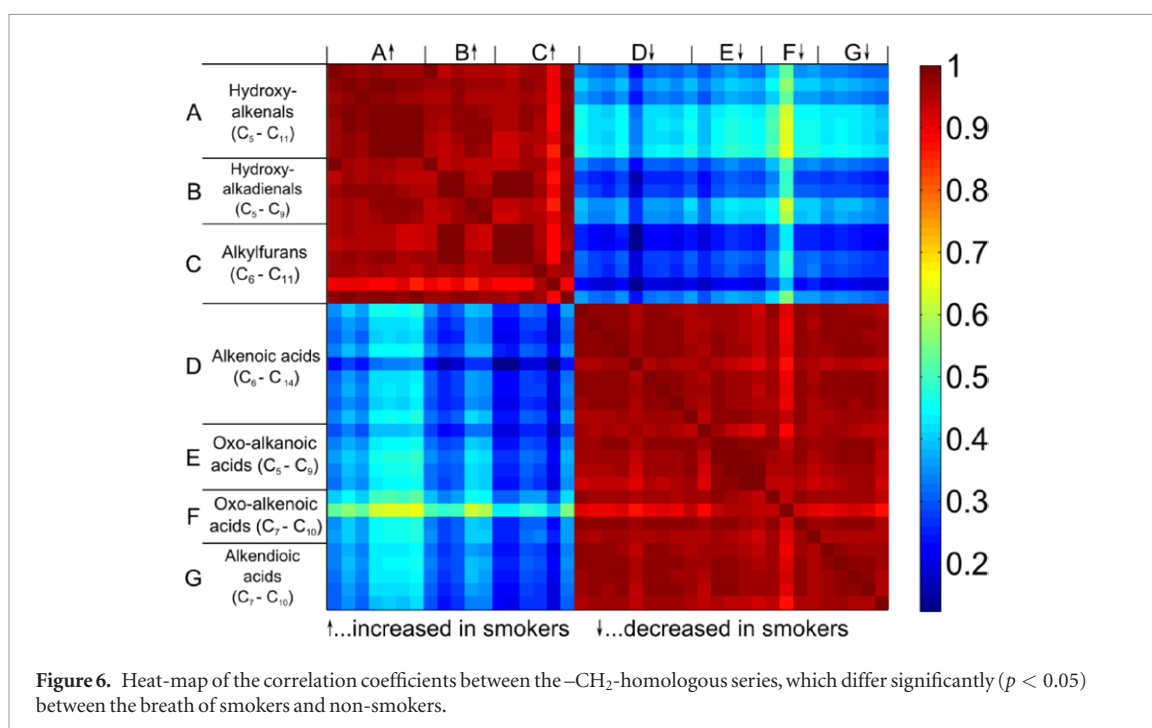 A↑ B↑ C↑ D↓ E↓ F↓ G↓
A Hydroxy-
alkenals
(C₅ - C₁₁)
B Hydroxy-
alkadienals
(C₅ - C₉)
C Alkylfurans
(C₆ - C₁₁)
D Alkenoic acids
(C₆ - C₁₄)
E Oxo-alkanoic
acids (C₅ - C₉)
F Oxo-alkenoic
acids (C₇ - C₁₀)
G Alkendioic
acids
(C₇ - C₁₀)
1
0.9
0.8
0.7
0.6
0.5
0.4
0.3
0.2
↑...increased in smokers ↓...decreased in smokers
Figure 6. Heat-map of the correlation coefficients between the –CH₂-homologous series, which differ significantly (p < 0.05)
between the breath of smokers and non-smokers.